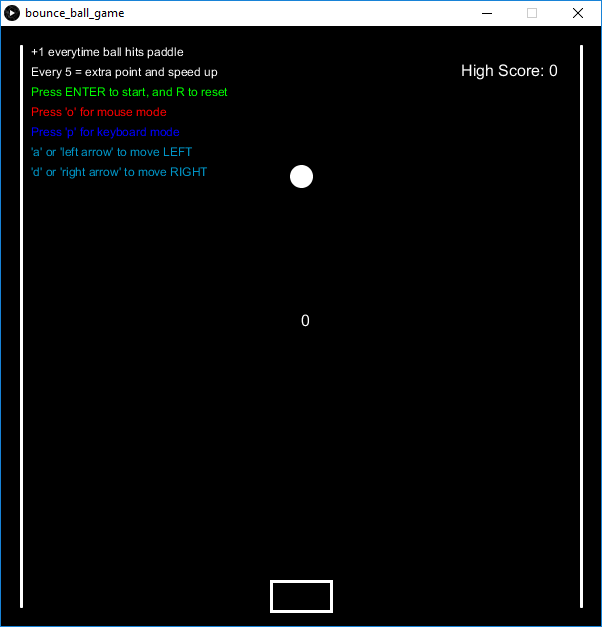 bounce_ball_game
+1 everytime ball hits paddle
Every 5 = extra point and speed up
High Score: 0
Press ENTER to start, and R to reset
Press 'o' for mouse mode
Press 'p' for keyboard mode
'a' or 'left arrow' to move LEFT
'd' or 'right arrow' to move RIGHT
0